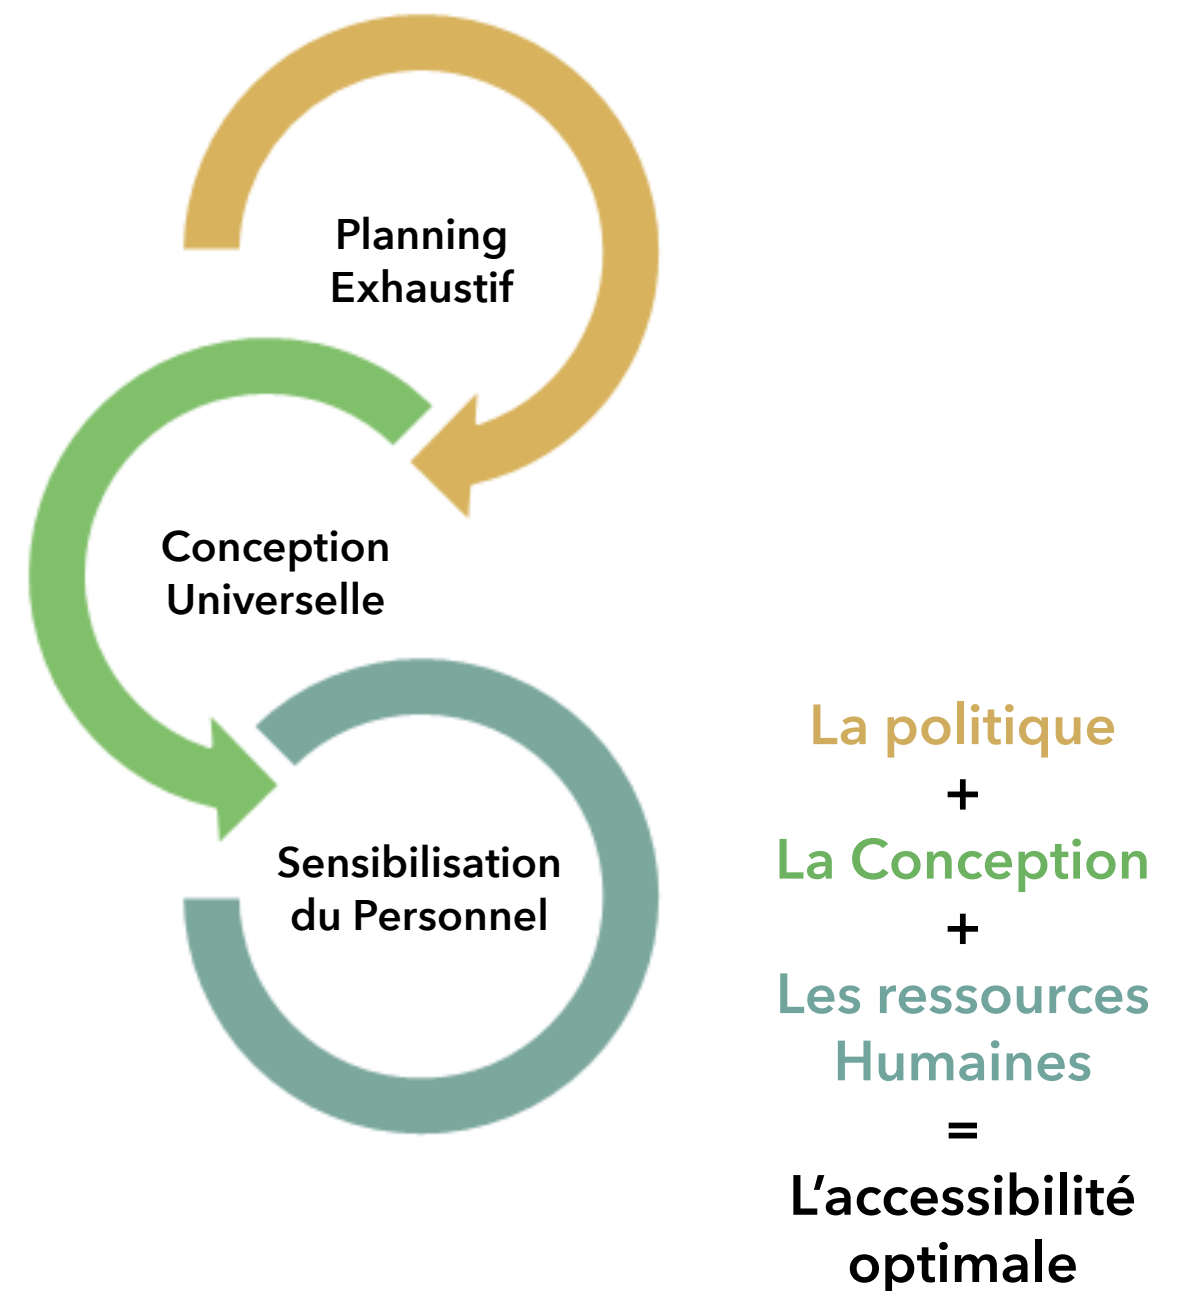 Planning
Exhaustif
Conception
Universelle
Sensibilisation
du Personnel
La politique
+
La Conception
+
Les ressources
Humaines
=
L’accessibilité
optimale